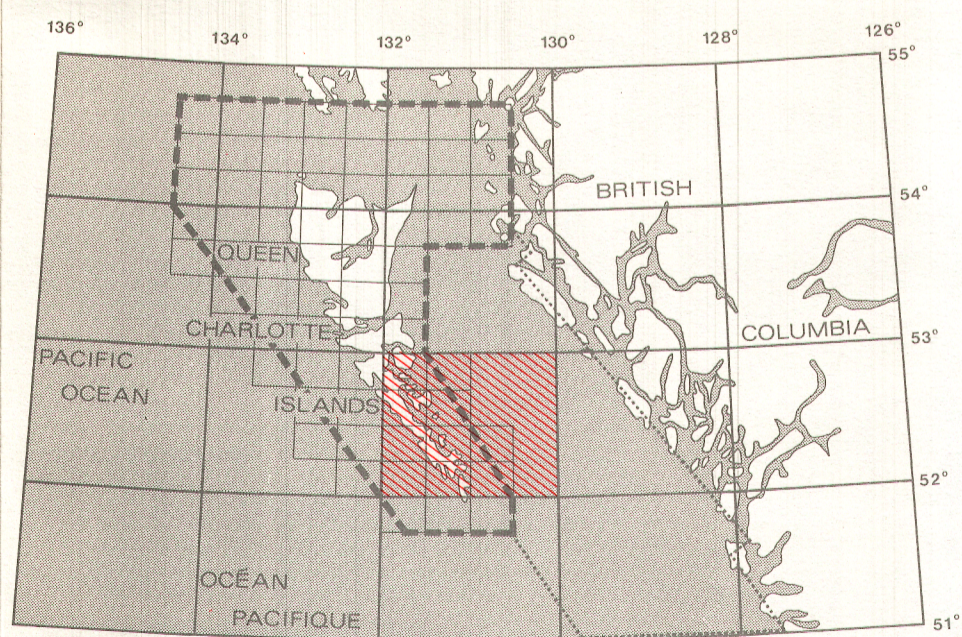 136°
134°
132°
130°
128°
126°
55°
BRITISH
54°
QUEEN
CHARLOTTE
COLUMBIA
53°
PACIFIC
OCEAN
ISLANDS
52°
OCÉAN
PACIFIQUE
51°